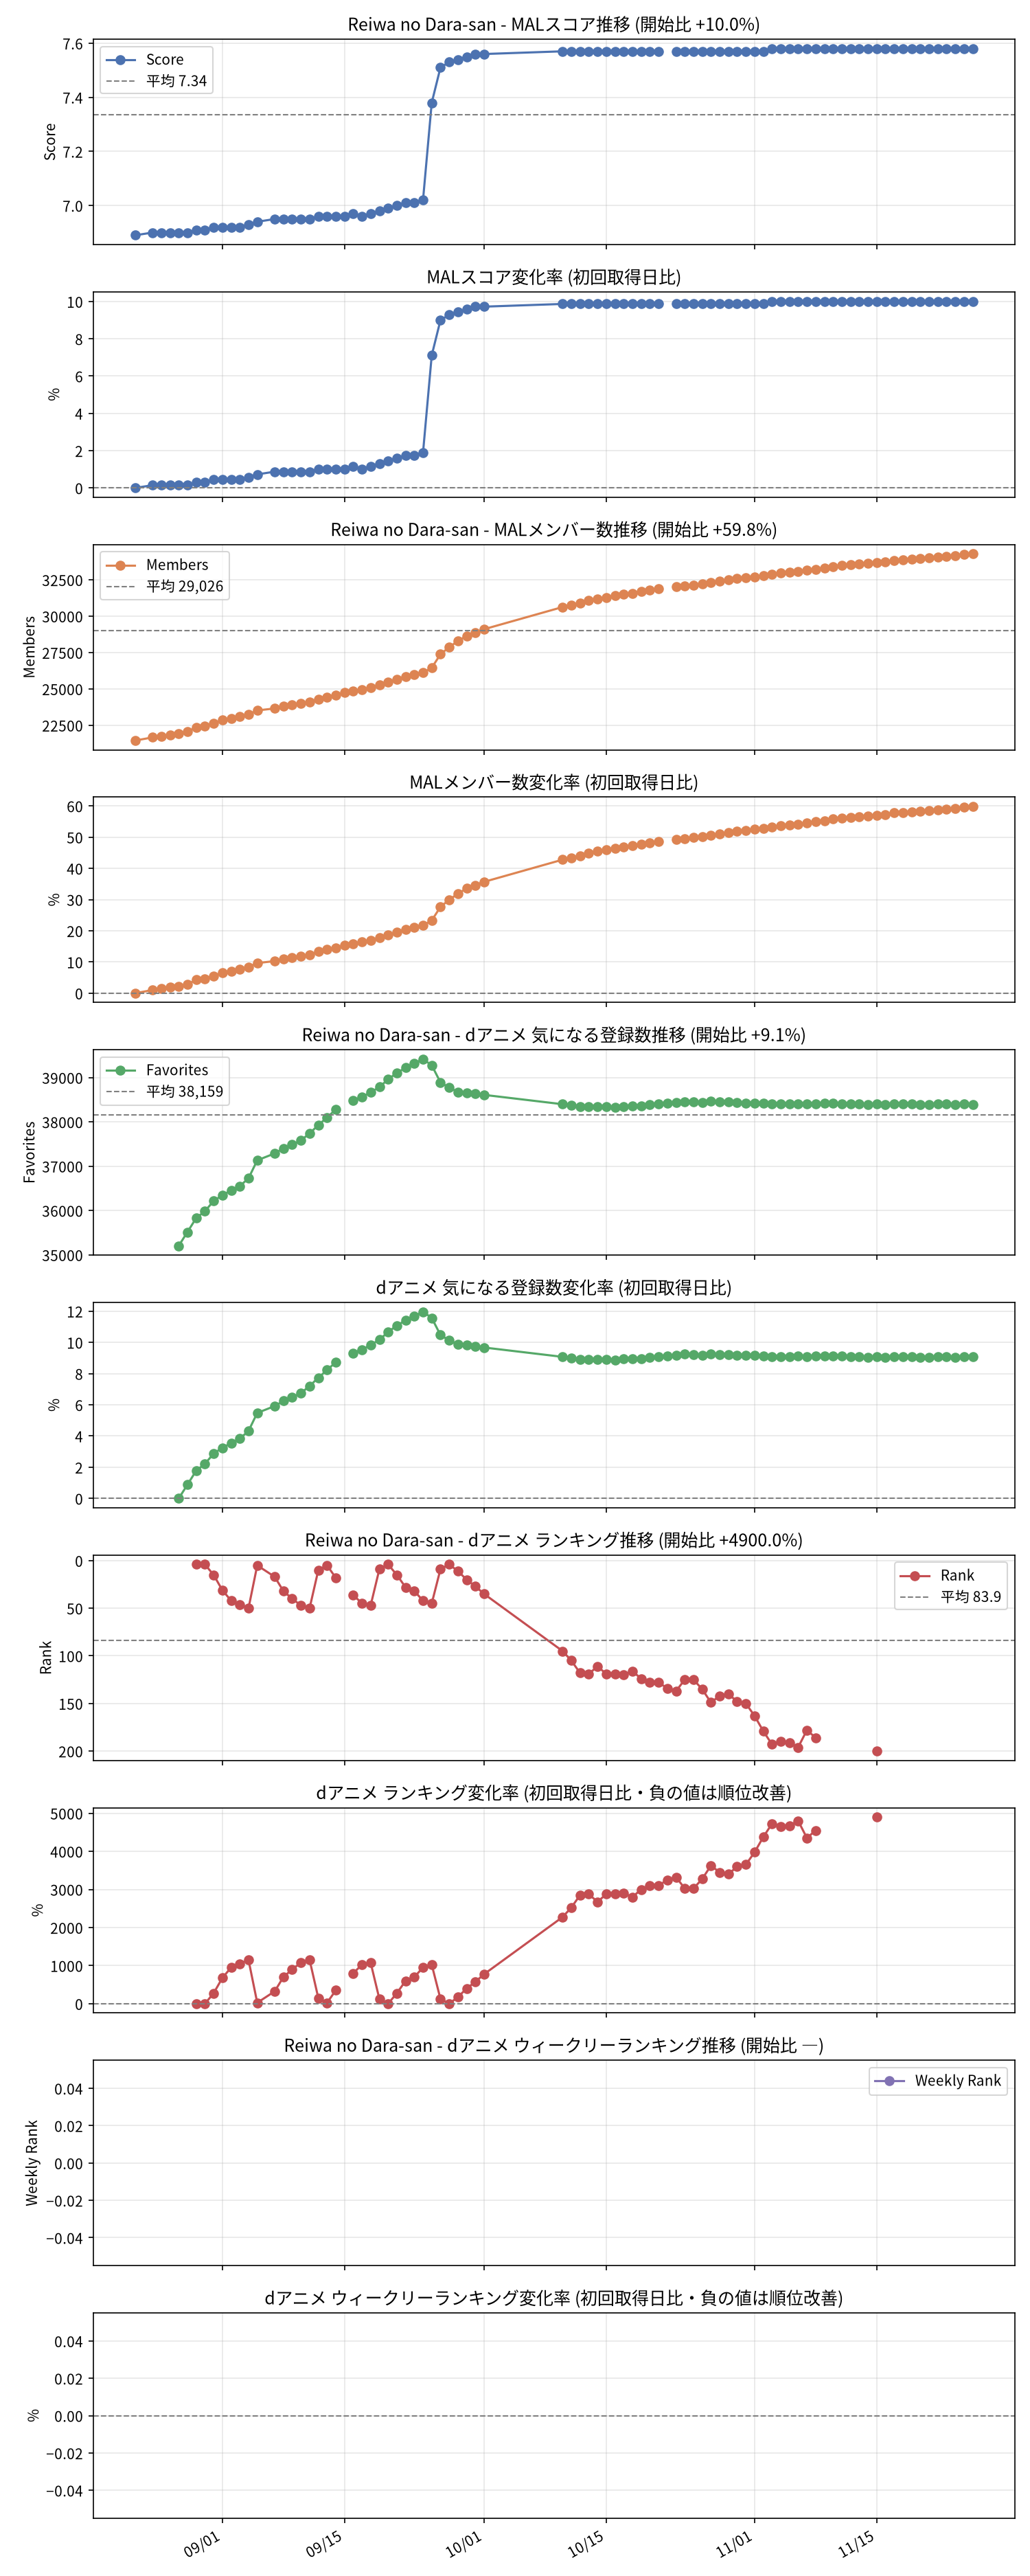 Reiwa no Dara-san - MALスコア推移 (開始比 +10.0%)
Score
平均 7.34
Score
7.6
7.4
7.2
7.0
MALスコア変化率 (初回取得日比)
%
10
8
6
4
2
0
Reiwa no Dara-san - MALメンバー数推移 (開始比 +59.8%)
Members
平均 29,026
Members
32500
30000
27500
25000
22500
MALメンバー数変化率 (初回取得日比)
%
60
50
40
30
20
10
0
Reiwa no Dara-san - dアニメ 気になる登録数推移 (開始比 +9.1%)
Favorites
平均 38,159
Favorites
39000
38000
37000
36000
35000
dアニメ 気になる登録数変化率 (初回取得日比)
%
12
10
8
6
4
2
0
Reiwa no Dara-san - dアニメ ランキング推移 (開始比 +4900.0%)
Rank
平均 83.9
Rank
0
50
100
150
200
dアニメ ランキング変化率 (初回取得日比・負の値は順位改善)
%
5000
4000
3000
2000
1000
0
Reiwa no Dara-san - dアニメ ウィークリーランキング推移 (開始比 —)
Weekly Rank
Weekly Rank
0.04
0.02
0.00
−0.02
−0.04
dアニメ ウィークリーランキング変化率 (初回取得日比・負の値は順位改善)
%
0.04
0.02
0.00
−0.02
−0.04
09/01
09/15
10/01
10/15
11/01
11/15